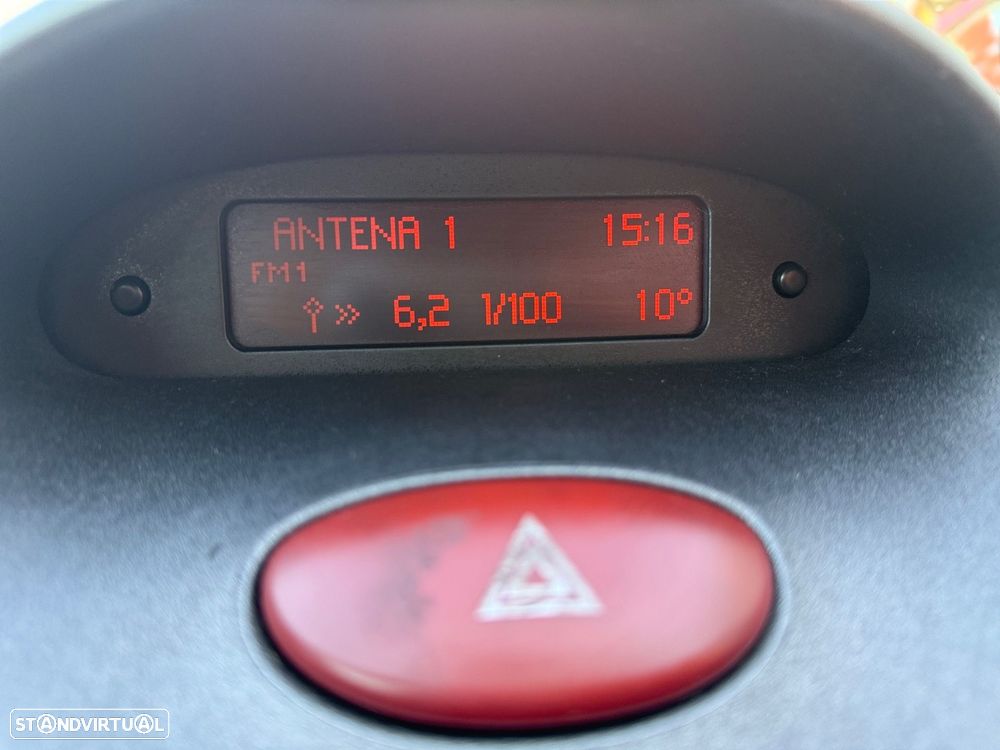 ANTENA 1 15:16
FM1
6,2 l/100 10°
STANDVIRTUAL